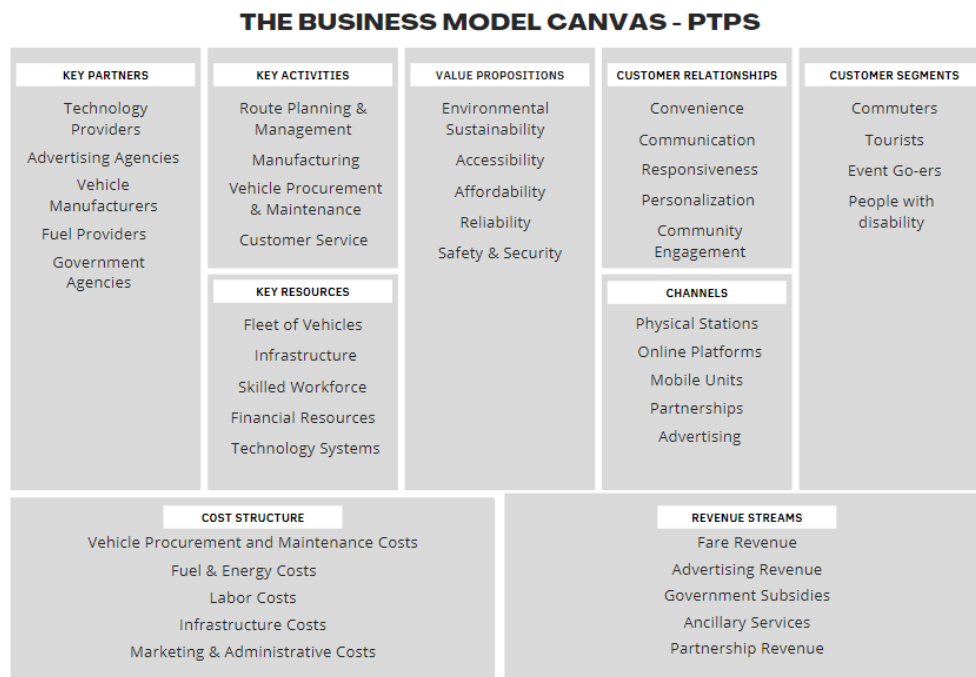 THE BUSINESS MODEL CANVAS - PTPS
KEY PARTNERS
Technology
Providers
Advertising Agencies
Vehicle
Manufacturers
Fuel Providers
Government
Agencies
KEY ACTIVITIES
Route Planning &
Management
Manufacturing
Vehicle Procurement
& Maintenance
Customer Service
KEY RESOURCES
Fleet of Vehicles
Infrastructure
Skilled Workforce
Financial Resources
Technology Systems
VALUE PROPOSITIONS
Environmental
Sustainability
Accessibility
Affordability
Reliability
Safety & Security
CUSTOMER RELATIONSHIPS
Convenience
Communication
Responsiveness
Personalization
Community
Engagement
CHANNELS
Physical Stations
Online Platforms
Mobile Units
Partnerships
Advertising
CUSTOMER SEGMENTS
Commuters
Tourists
Event Go-ers
People with
disability
COST STRUCTURE
Vehicle Procurement and Maintenance Costs
Fuel & Energy Costs
Labor Costs
Infrastructure Costs
Marketing & Administrative Costs
REVENUE STREAMS
Fare Revenue
Advertising Revenue
Government Subsidies
Ancillary Services
Partnership Revenue